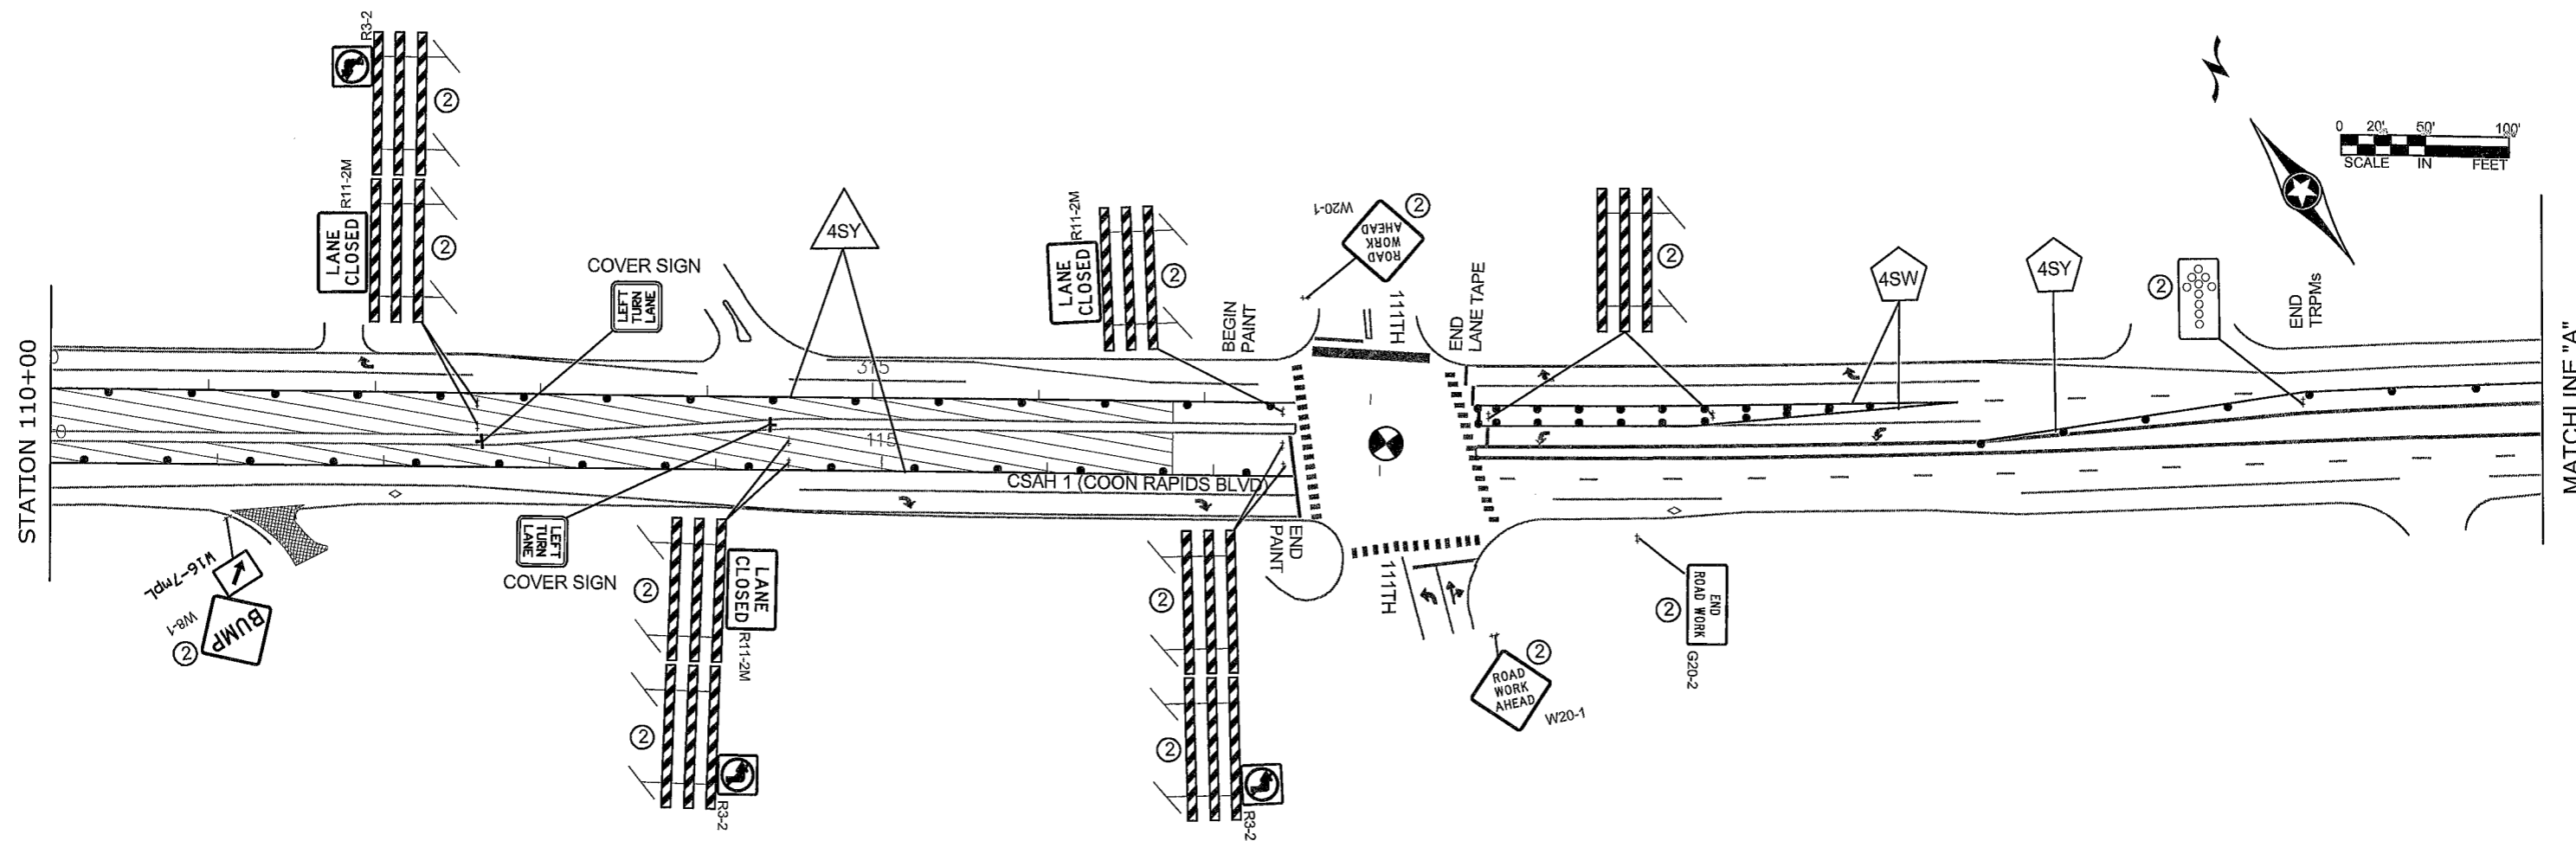 R3-2
2
R11-2M
LANE
CLOSED
2
COVER SIGN
LEFT
TURN
LANE
4SY
R11-2M
LANE
CLOSED
2
BEGIN
PAINT
W20-1
2
ROAD
WORK
AHEAD
111TH
END
LANE TAPE
2
4SW
4SY
2
END
TRPMs
0 20' 50' 100'
SCALE IN FEET
STATION 110+00
MATCHLINE "A"
315
115
0
CSAH 1 (COON RAPIDS BLVD)
W16-7mpL
BUMP
W8-1
2
LEFT
TURN
LANE
COVER SIGN
2
LANE
CLOSED
R11-2M
2
R3-2
END
PAINT
2
2
R3-2
111TH
2
ROAD
WORK
AHEAD
W20-1
END
ROAD WORK
2
G20-2